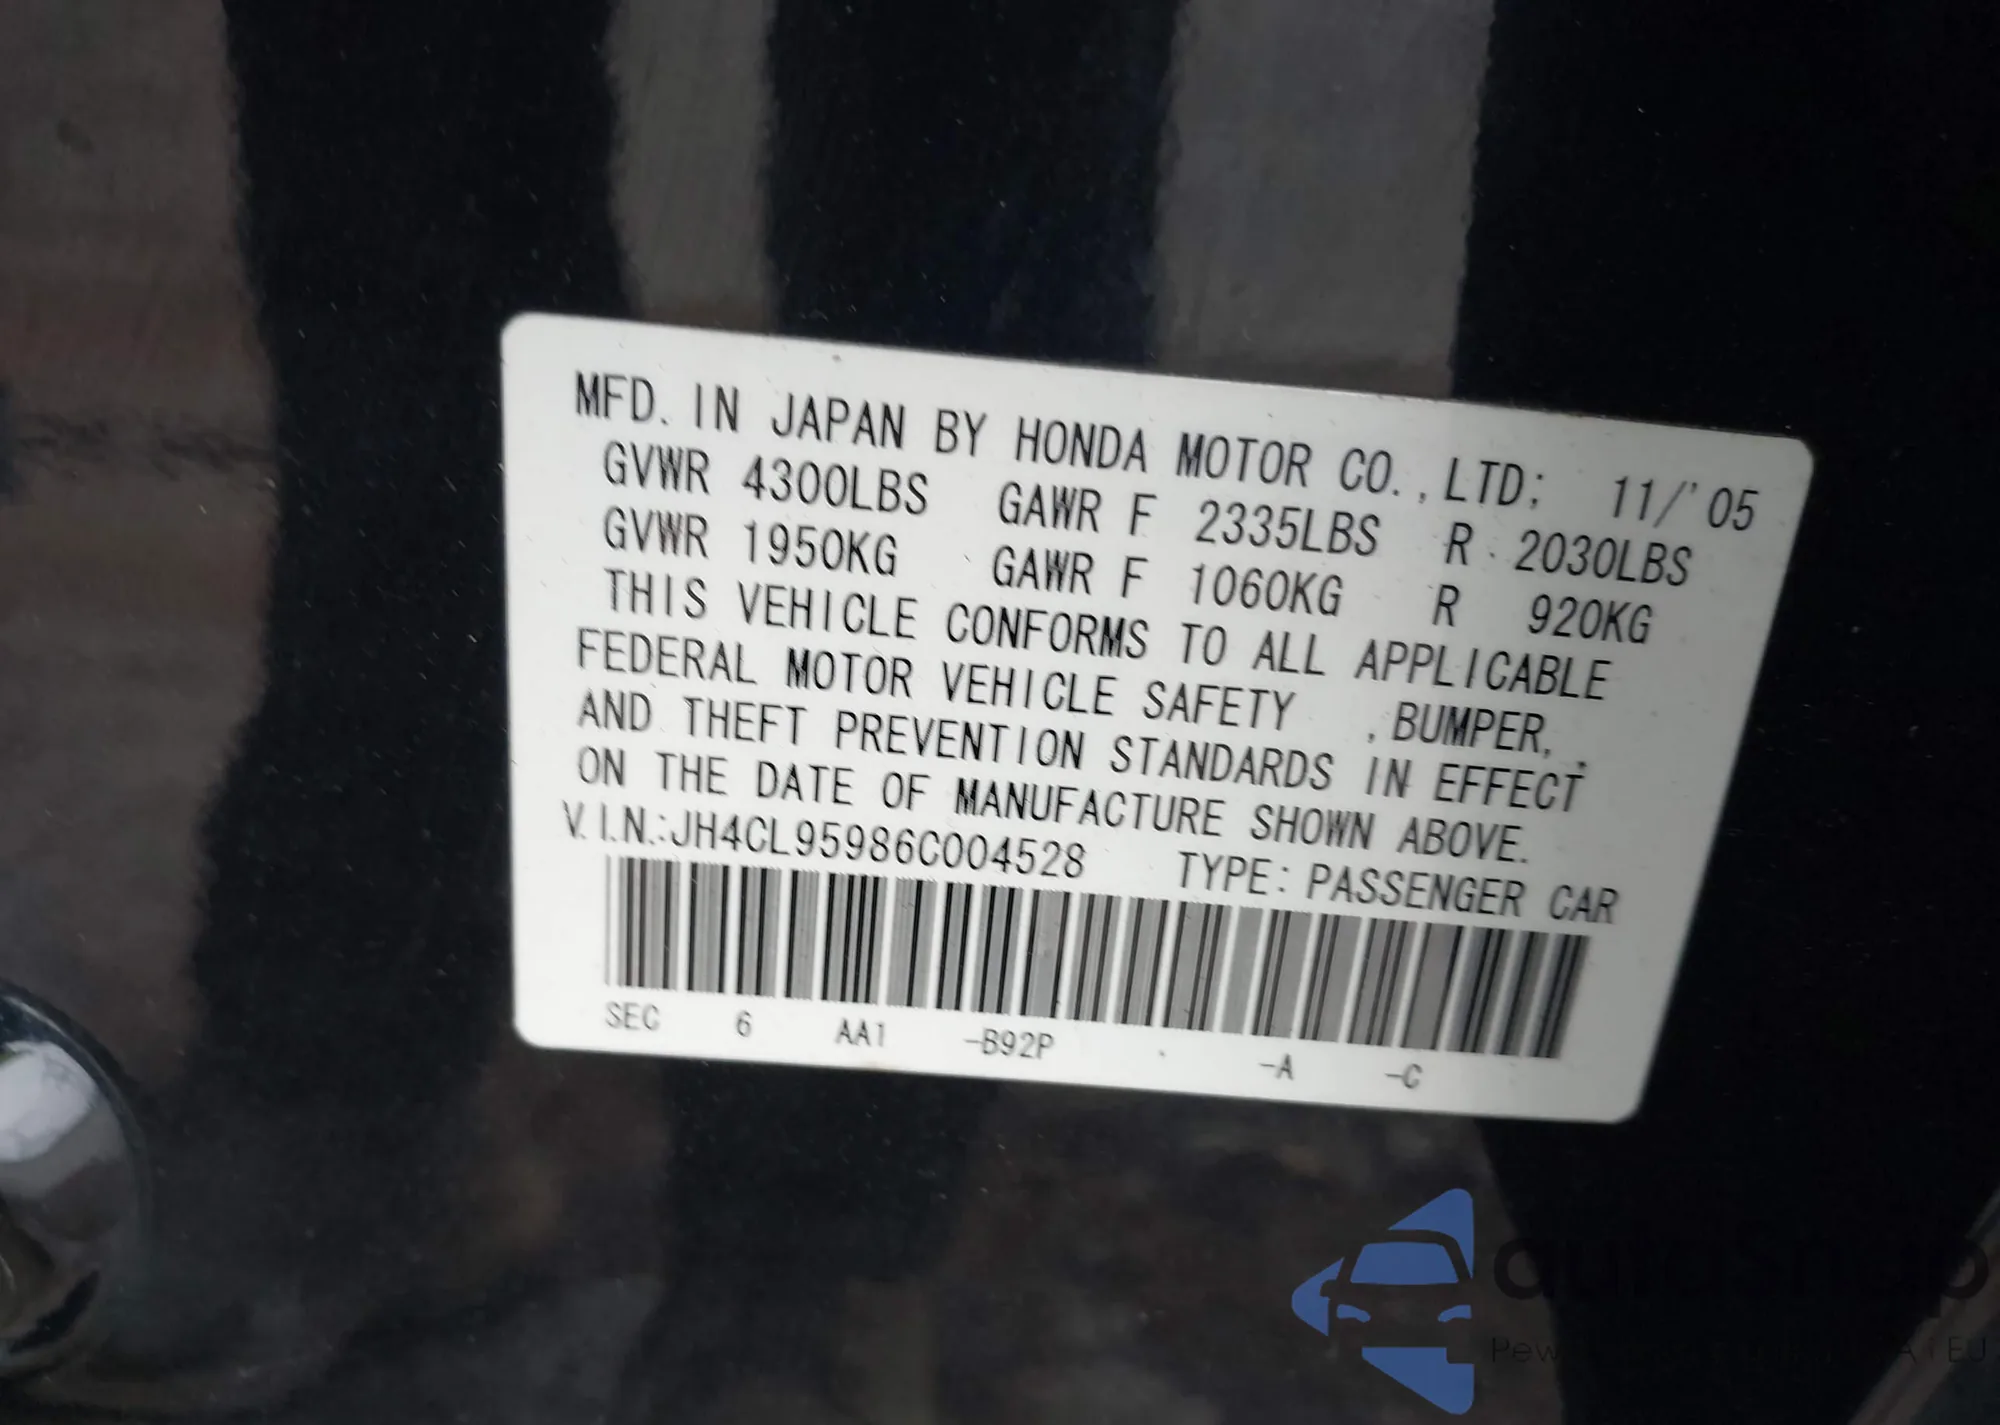 MFD. IN JAPAN BY HONDA MOTOR CO.,LTD; 11/'05
GVWR 4300LBS GAWR F 2335LBS R 2030LBS
GVWR 1950KG GAWR F 1060KG R 920KG
THIS VEHICLE CONFORMS TO ALL APPLICABLE
FEDERAL MOTOR VEHICLE SAFETY ,BUMPER,
AND THEFT PREVENTION STANDARDS IN EFFECT
ON THE DATE OF MANUFACTURE SHOWN ABOVE.
V.I.N.:JH4CL95986C004528 TYPE:PASSENGER CAR
SEC 6 AA1 -B92P -A -C